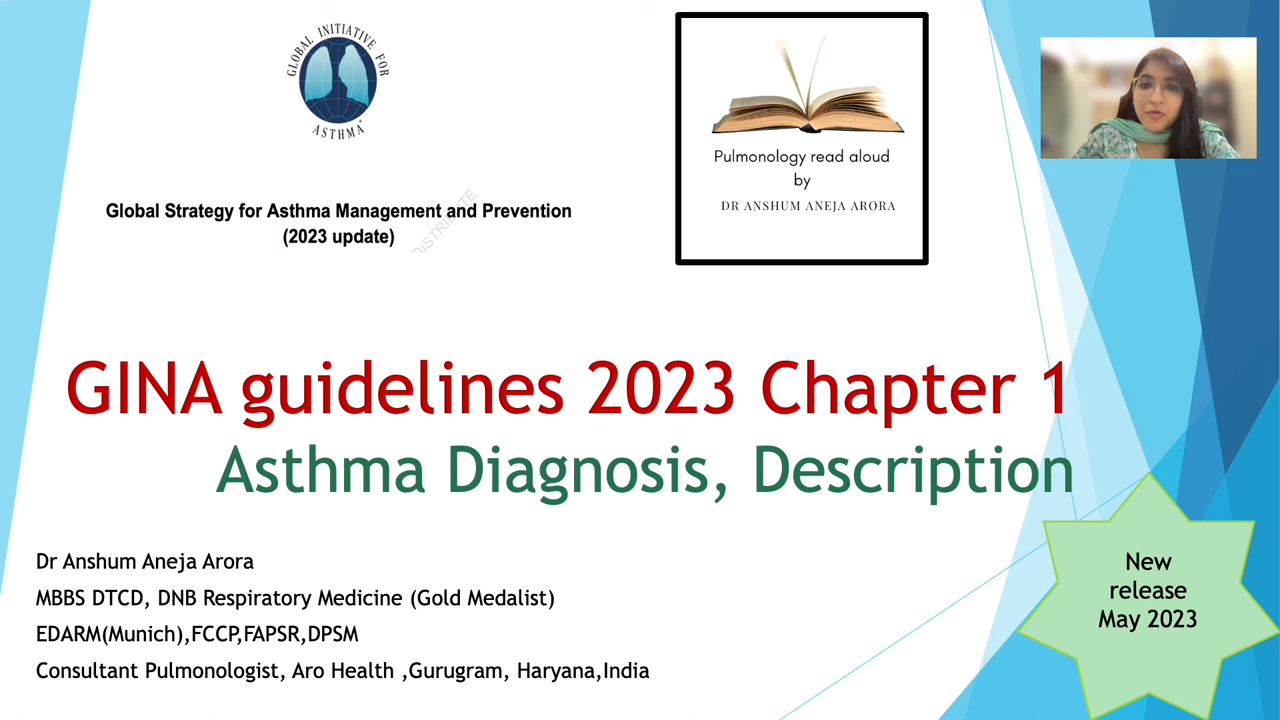 GLOBAL INITIATIVE FOR
ASTHMA
Global Strategy for Asthma Management and Prevention
(2023 update)
DISTRIBUTE
Pulmonology read aloud
by
DR ANSHUM ANEJA ARORA
GINA guidelines 2023 Chapter 1
Asthma Diagnosis, Description
Dr Anshum Aneja Arora
MBBS DTCD, DNB Respiratory Medicine (Gold Medalist)
EDARM(Munich),FCCP,FAPSR,DPSM
Consultant Pulmonologist, Aro Health ,Gurugram, Haryana,India
New
release
May 2023